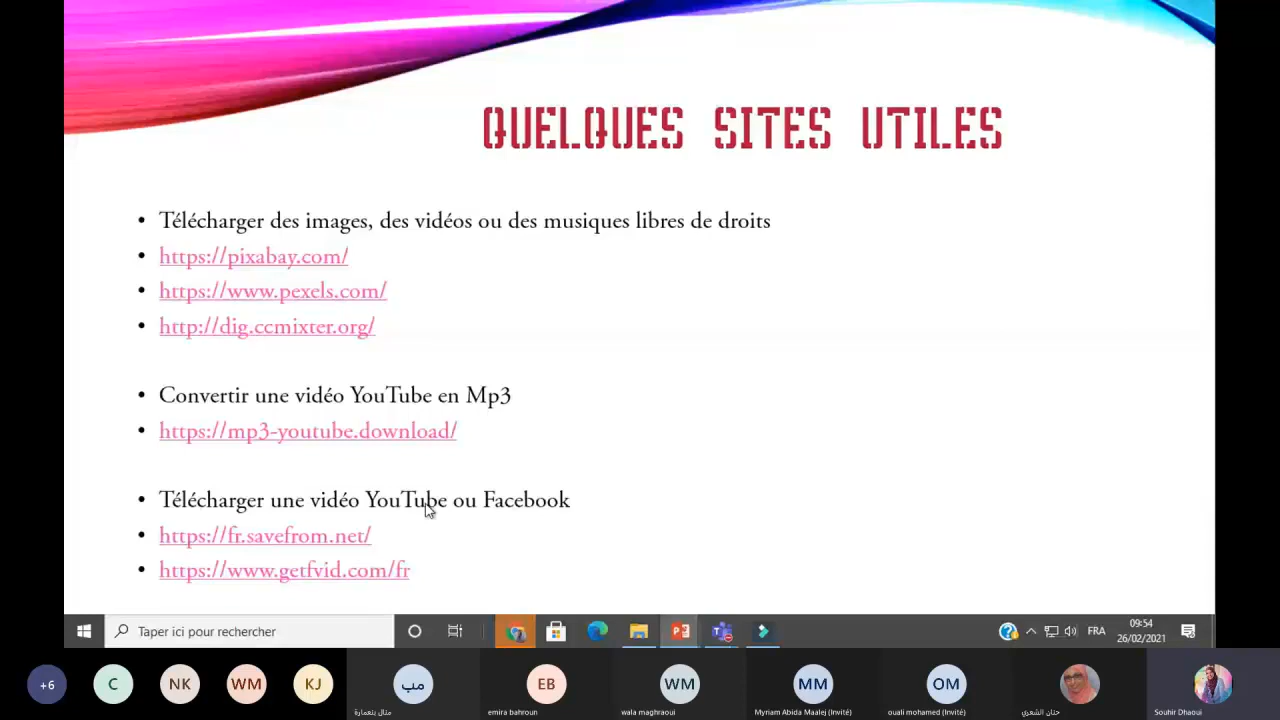 QUELQUES SITES UTILES
• Télécharger des images, des vidéos ou des musiques libres de droits
• https://pixabay.com/
• https://www.pexels.com/
• http://dig.ccmixter.org/
• Convertir une vidéo YouTube en Mp3
• https://mp3-youtube.download/
• Télécharger une vidéo YouTube ou Facebook
• https://fr.savefrom.net/
• https://www.getfvid.com/fr
Taper ici pour rechercher
FRA
09:54
26/02/2021
+6
C
NK
WM
KJ
مب
EB
WM
MM
OM
منال بنعمارة
emira bahroun
wala maghraoui
Myriam Abida Maalej (Invité)
ouali mohamed (Invité)
حنان الشعري
Souhir Dhaoui